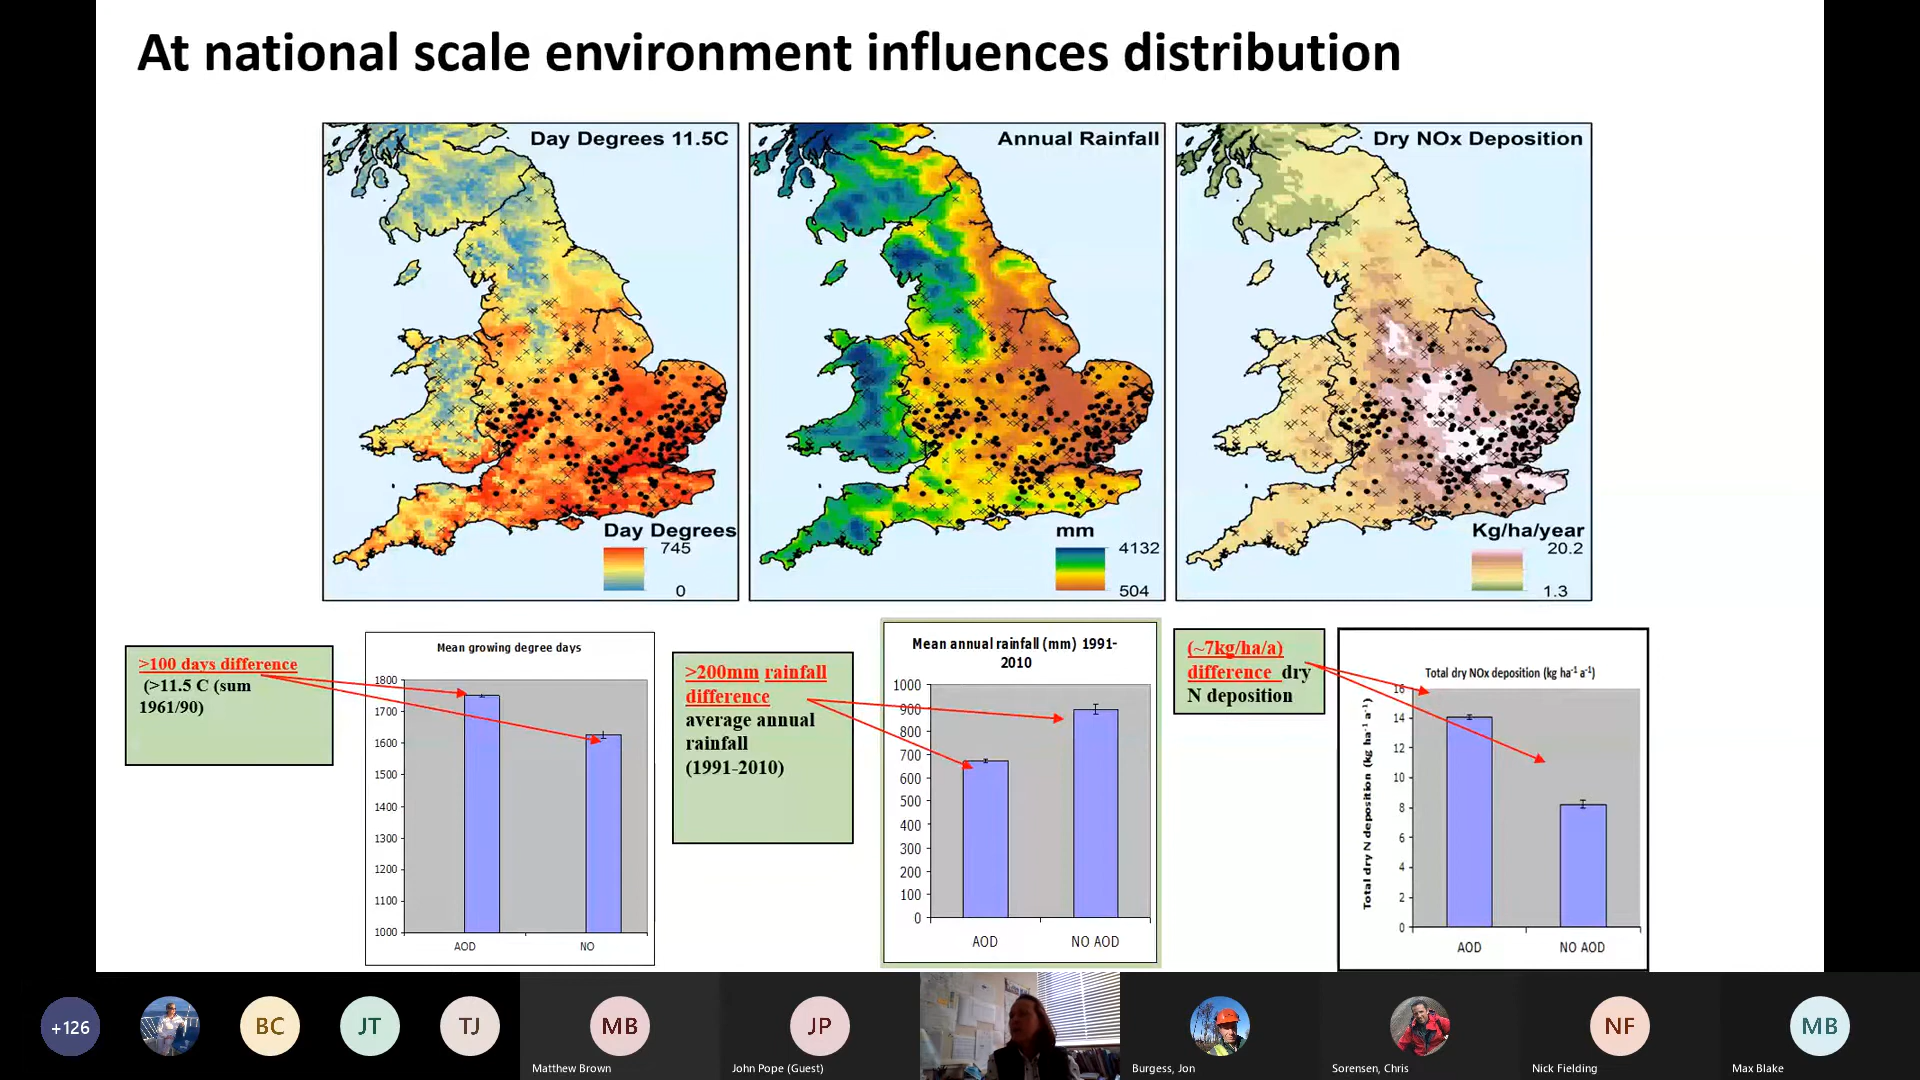 At national scale environment influences distribution
Day Degrees 11.5C
Day Degrees
745
0
Annual Rainfall
mm
4132
504
Dry NOx Deposition
Kg/ha/year
20.2
1.3
>100 days difference
(>11.5 C (sum
1961/90)
Mean growing degree days
1800
1700
1600
1500
1400
1300
1200
1100
1000
AOD
NO
>200mm rainfall
difference
average annual
rainfall
(1991-2010)
Mean annual rainfall (mm) 1991-
2010
1000
900
800
700
600
500
400
300
200
100
0
AOD
NO AOD
(~7kg/ha/a)
difference dry
N deposition
Total dry NOx deposition (kg ha-1 a-1)
Total dry N deposition (kg ha-1 a-1)
16
14
12
10
8
6
4
2
0
AOD
NO AOD
+126
BC
JT
TJ
MB
Matthew Brown
JP
John Pope (Guest)
Burgess, Jon
Sorensen, Chris
NF
Nick Fielding
MB
Max Blake